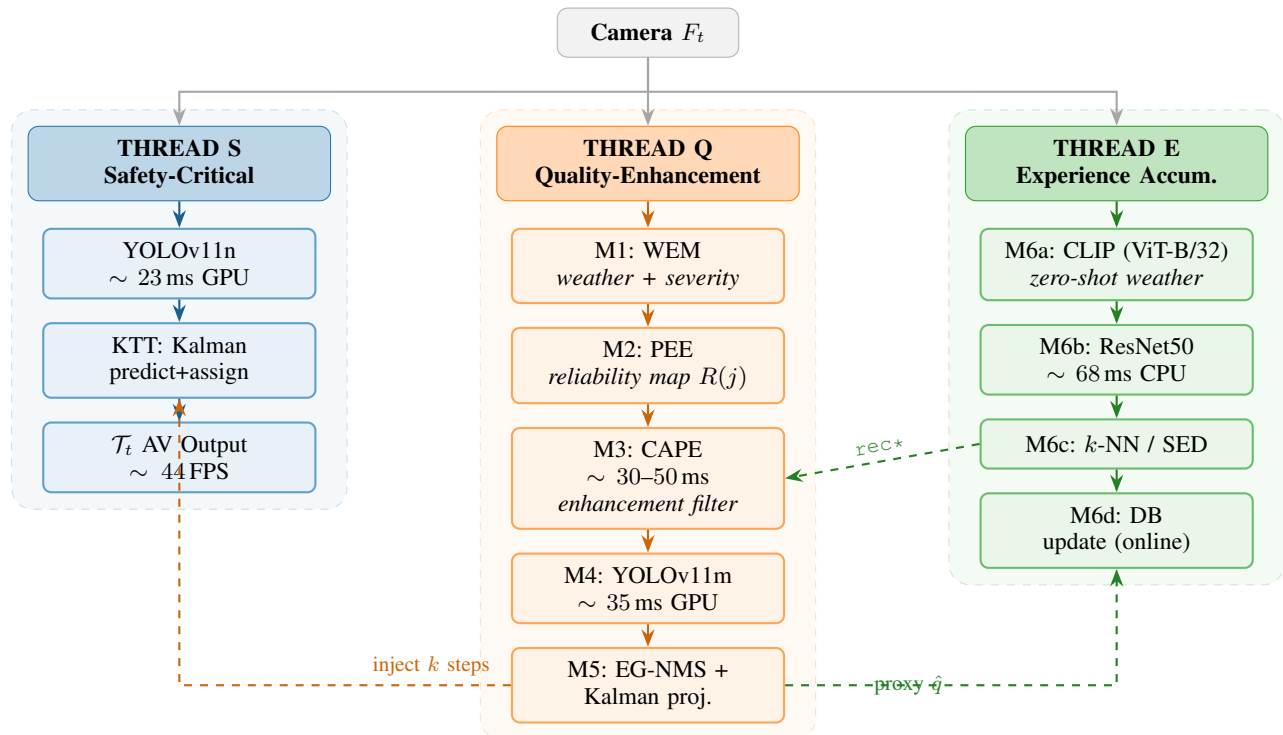 Camera $F_t$
THREAD S
Safety-Critical
YOLOv11n
∼ 23 ms GPU
KTT: Kalman
predict+assign
$\mathcal{T}_t$ AV Output
∼ 44 FPS
THREAD Q
Quality-Enhancement
M1: WEM
weather + severity
M2: PEE
reliability map R(j)
M3: CAPE
∼ 30–50 ms
enhancement filter
M4: YOLOv11m
∼ 35 ms GPU
M5: EG-NMS +
Kalman proj.
THREAD E
Experience Accum.
M6a: CLIP (ViT-B/32)
zero-shot weather
M6b: ResNet50
∼ 68 ms CPU
M6c: k-NN / SED
M6d: DB
update (online)
rec*
inject k steps
proxy $\hat{q}$